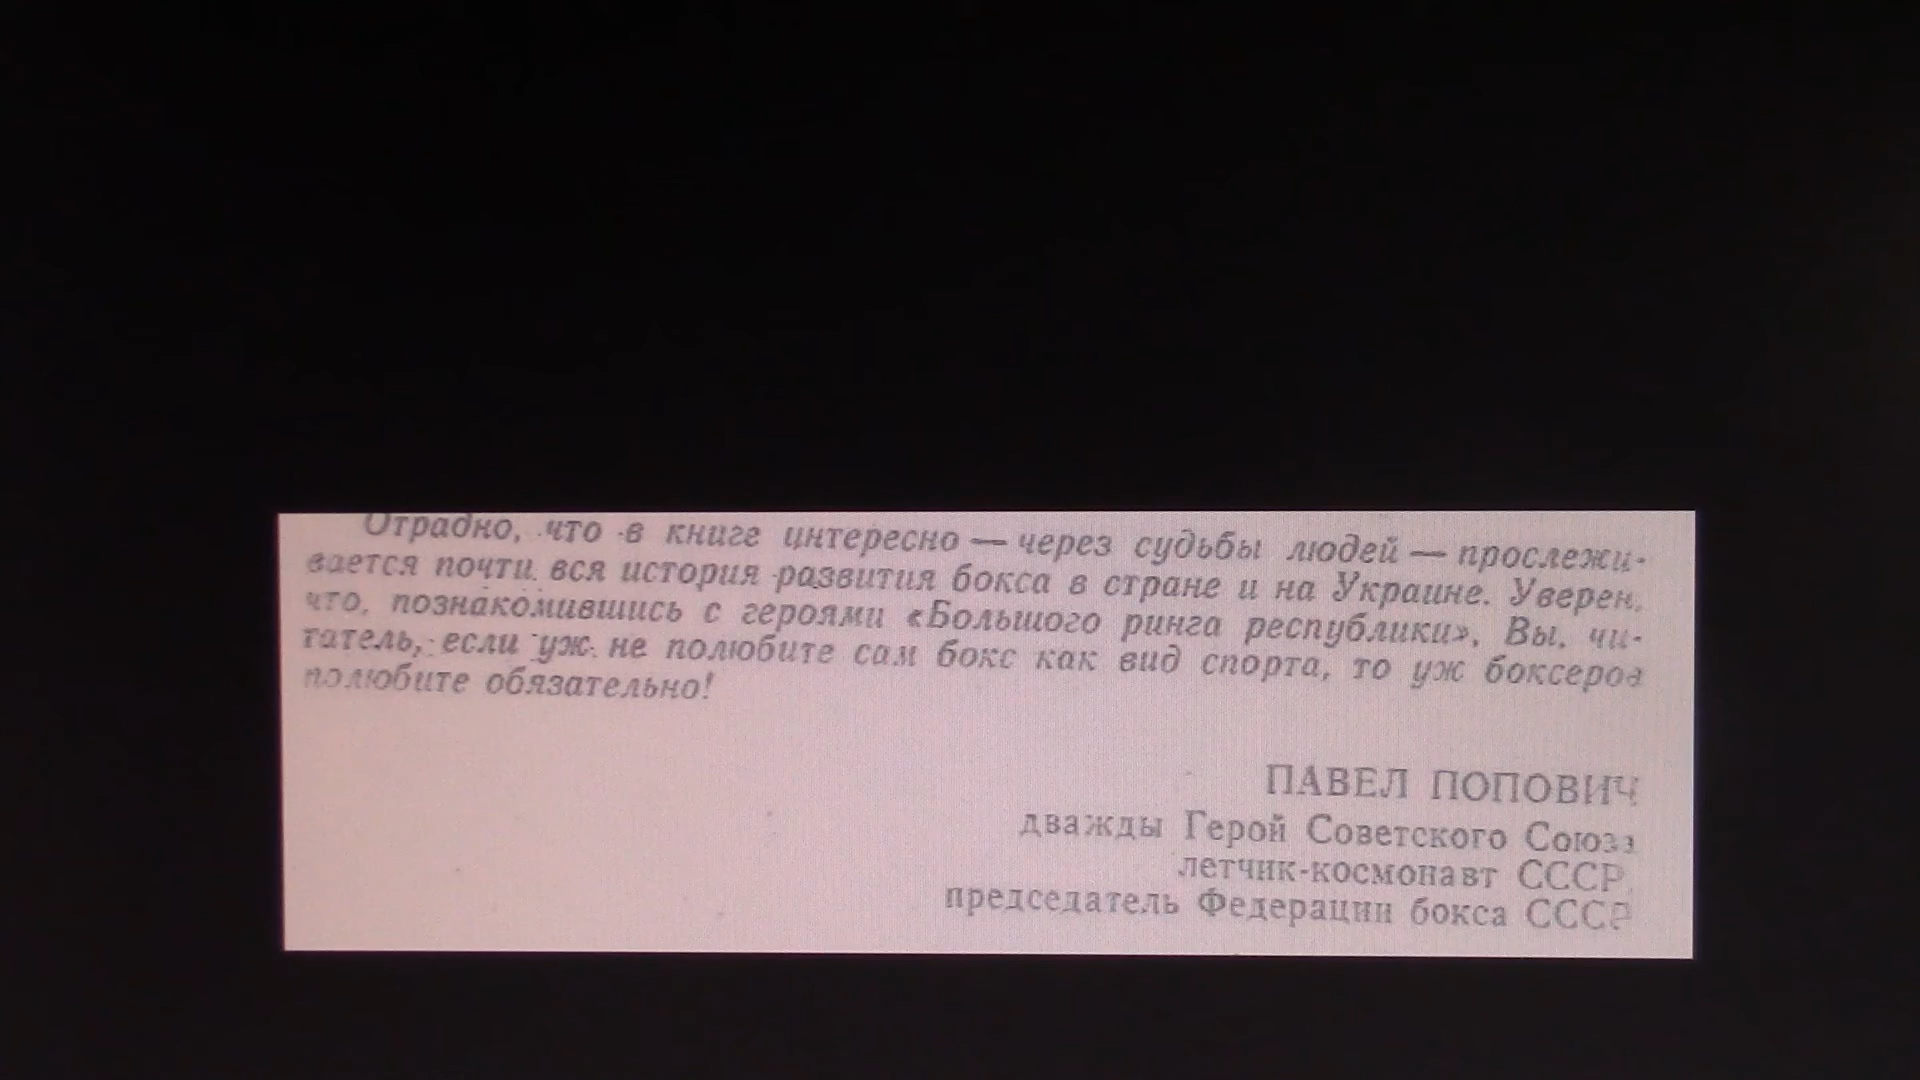 Отрадно, что в книге интересно — через судьбы людей — прослежи-
вается почти вся история развития бокса в стране и на Украине. Уверен,
что, познакомившись с героями «Большого ринга республики», Вы, чи-
татель, если уж не полюбите сам бокс как вид спорта, то уж боксеров
полюбите обязательно!
ПАВЕЛ ПОПОВИЧ
дважды Герой Советского Союза
летчик-космонавт СССР,
председатель Федерации бокса СССР